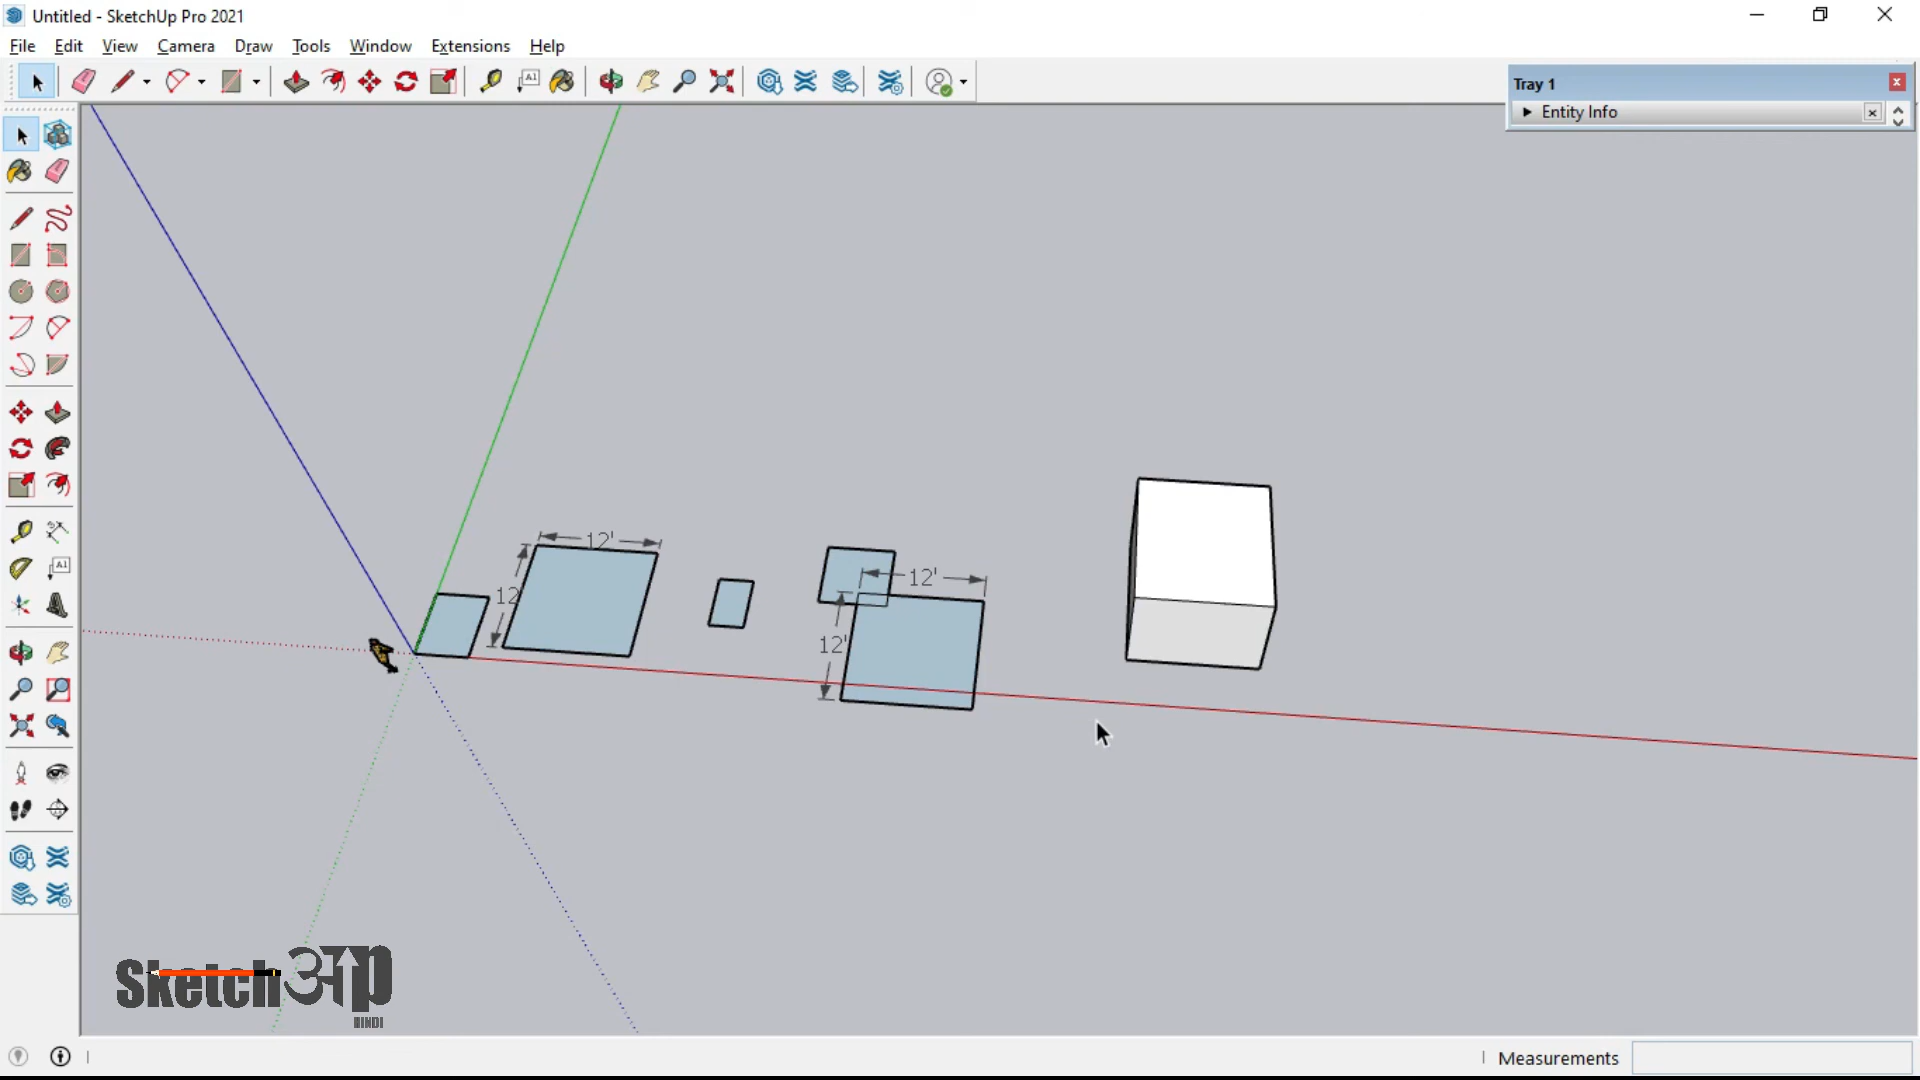 Untitled - SketchUp Pro 2021
File Edit View Camera Draw Tools Window Extensions Help
Tray 1
Entity Info
12'
12
12'
12'
Sketchअप
HINDI
Measurements